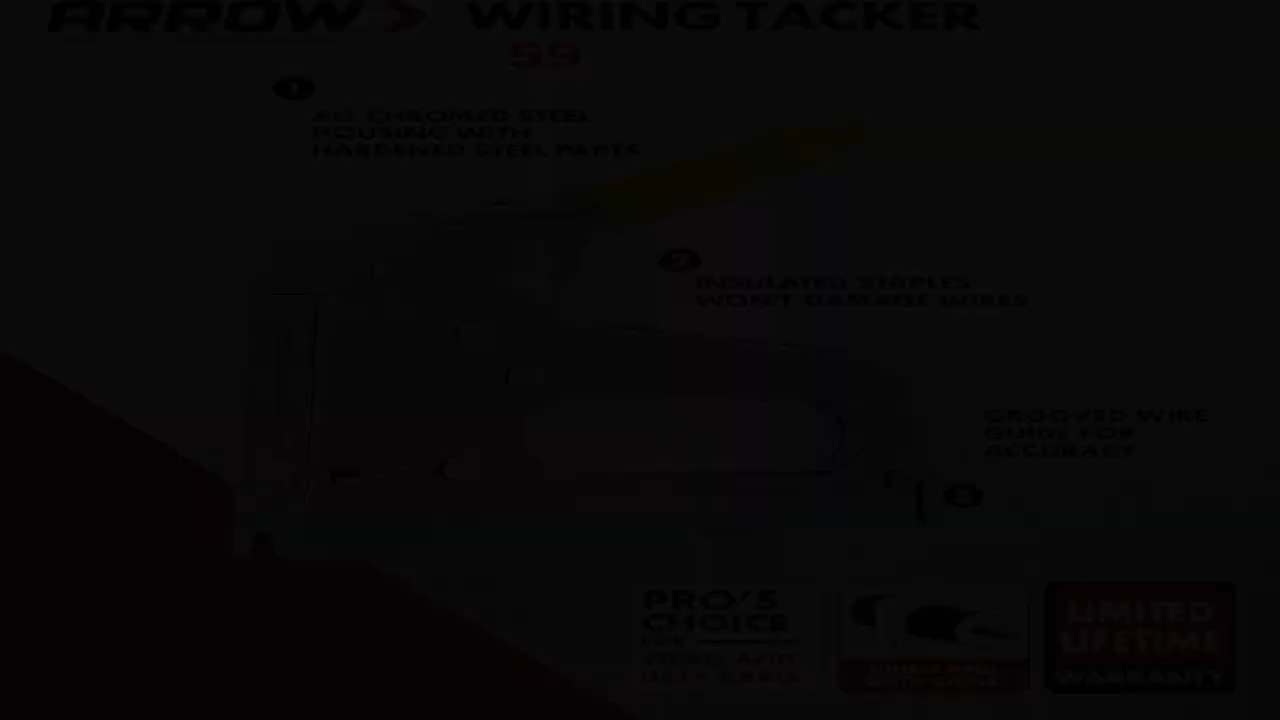 ARROW WIRING TACKER
59
1
ALL CHROMED STEEL
HOUSING WITH
HARDENED STEEL PARTS
2
INSULATED STAPLES
WON'T DAMAGE WIRES
GROOVED WIRE
GUIDE FOR
ACCURACY
PRO'S
CHOICE
FOR
LIMITED
LIFETIME
WARRANTY